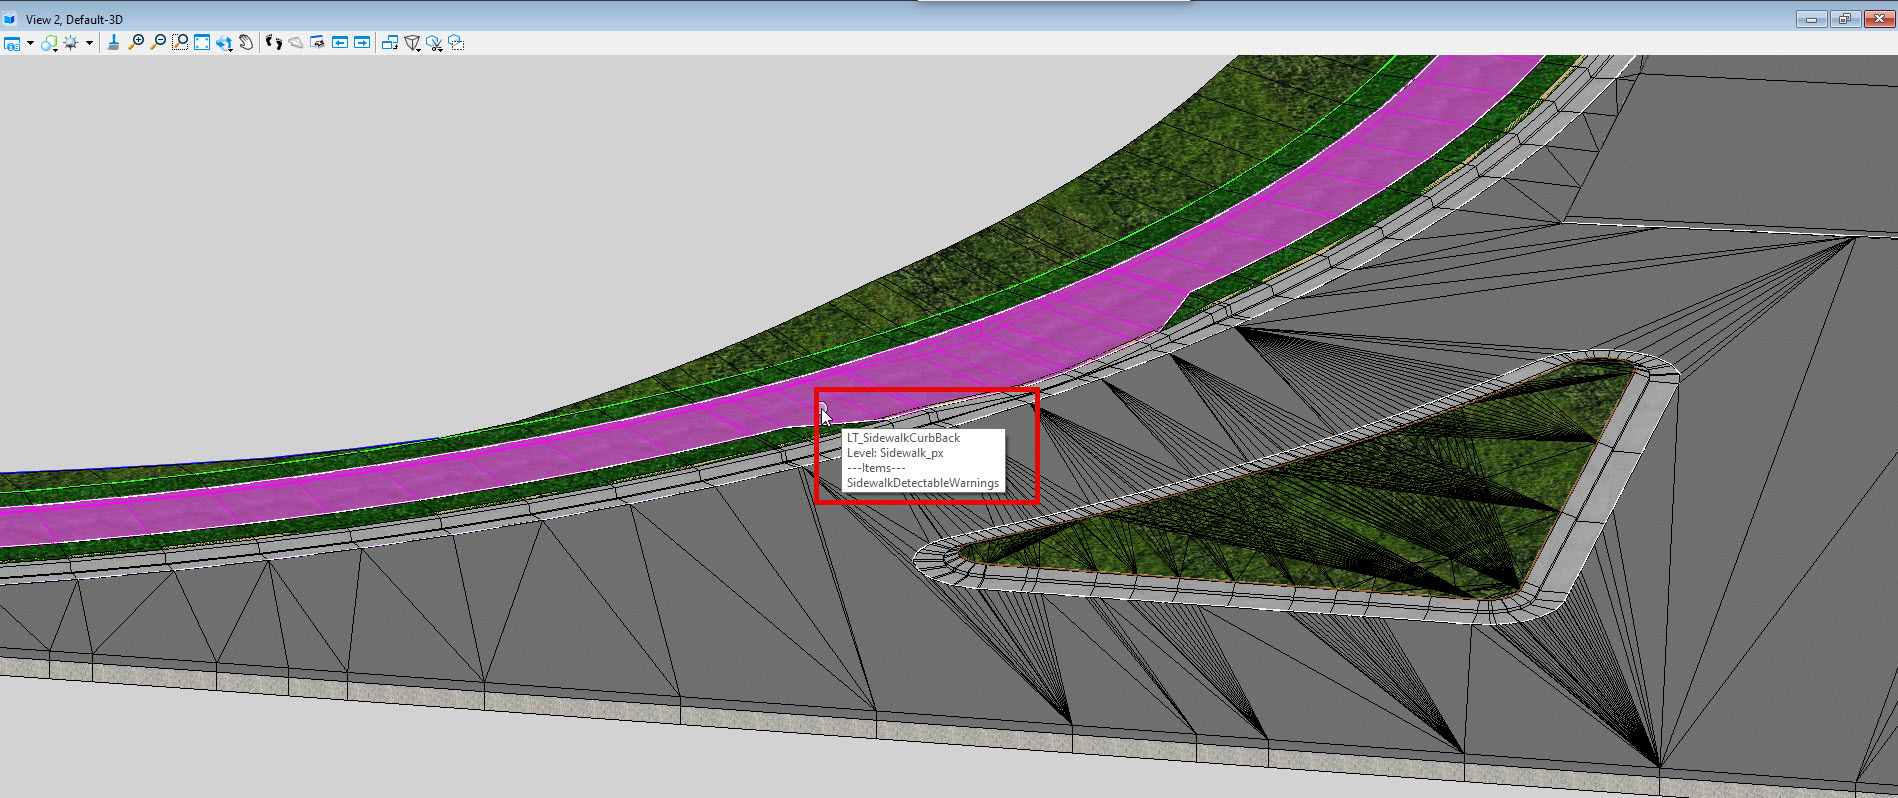 View 2, Default-3D
LT_SidewalkCurbBack
Level: Sidewalk_px
---Items---
SidewalkDetectableWarnings